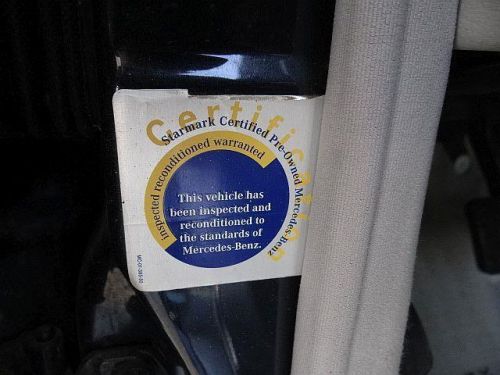 Certification
Starmark Certified Pre-Owned Mercedes-Benz
inspected reconditioned warranted
This vehicle has
been inspected and
reconditioned to
the standards of
Mercedes-Benz.